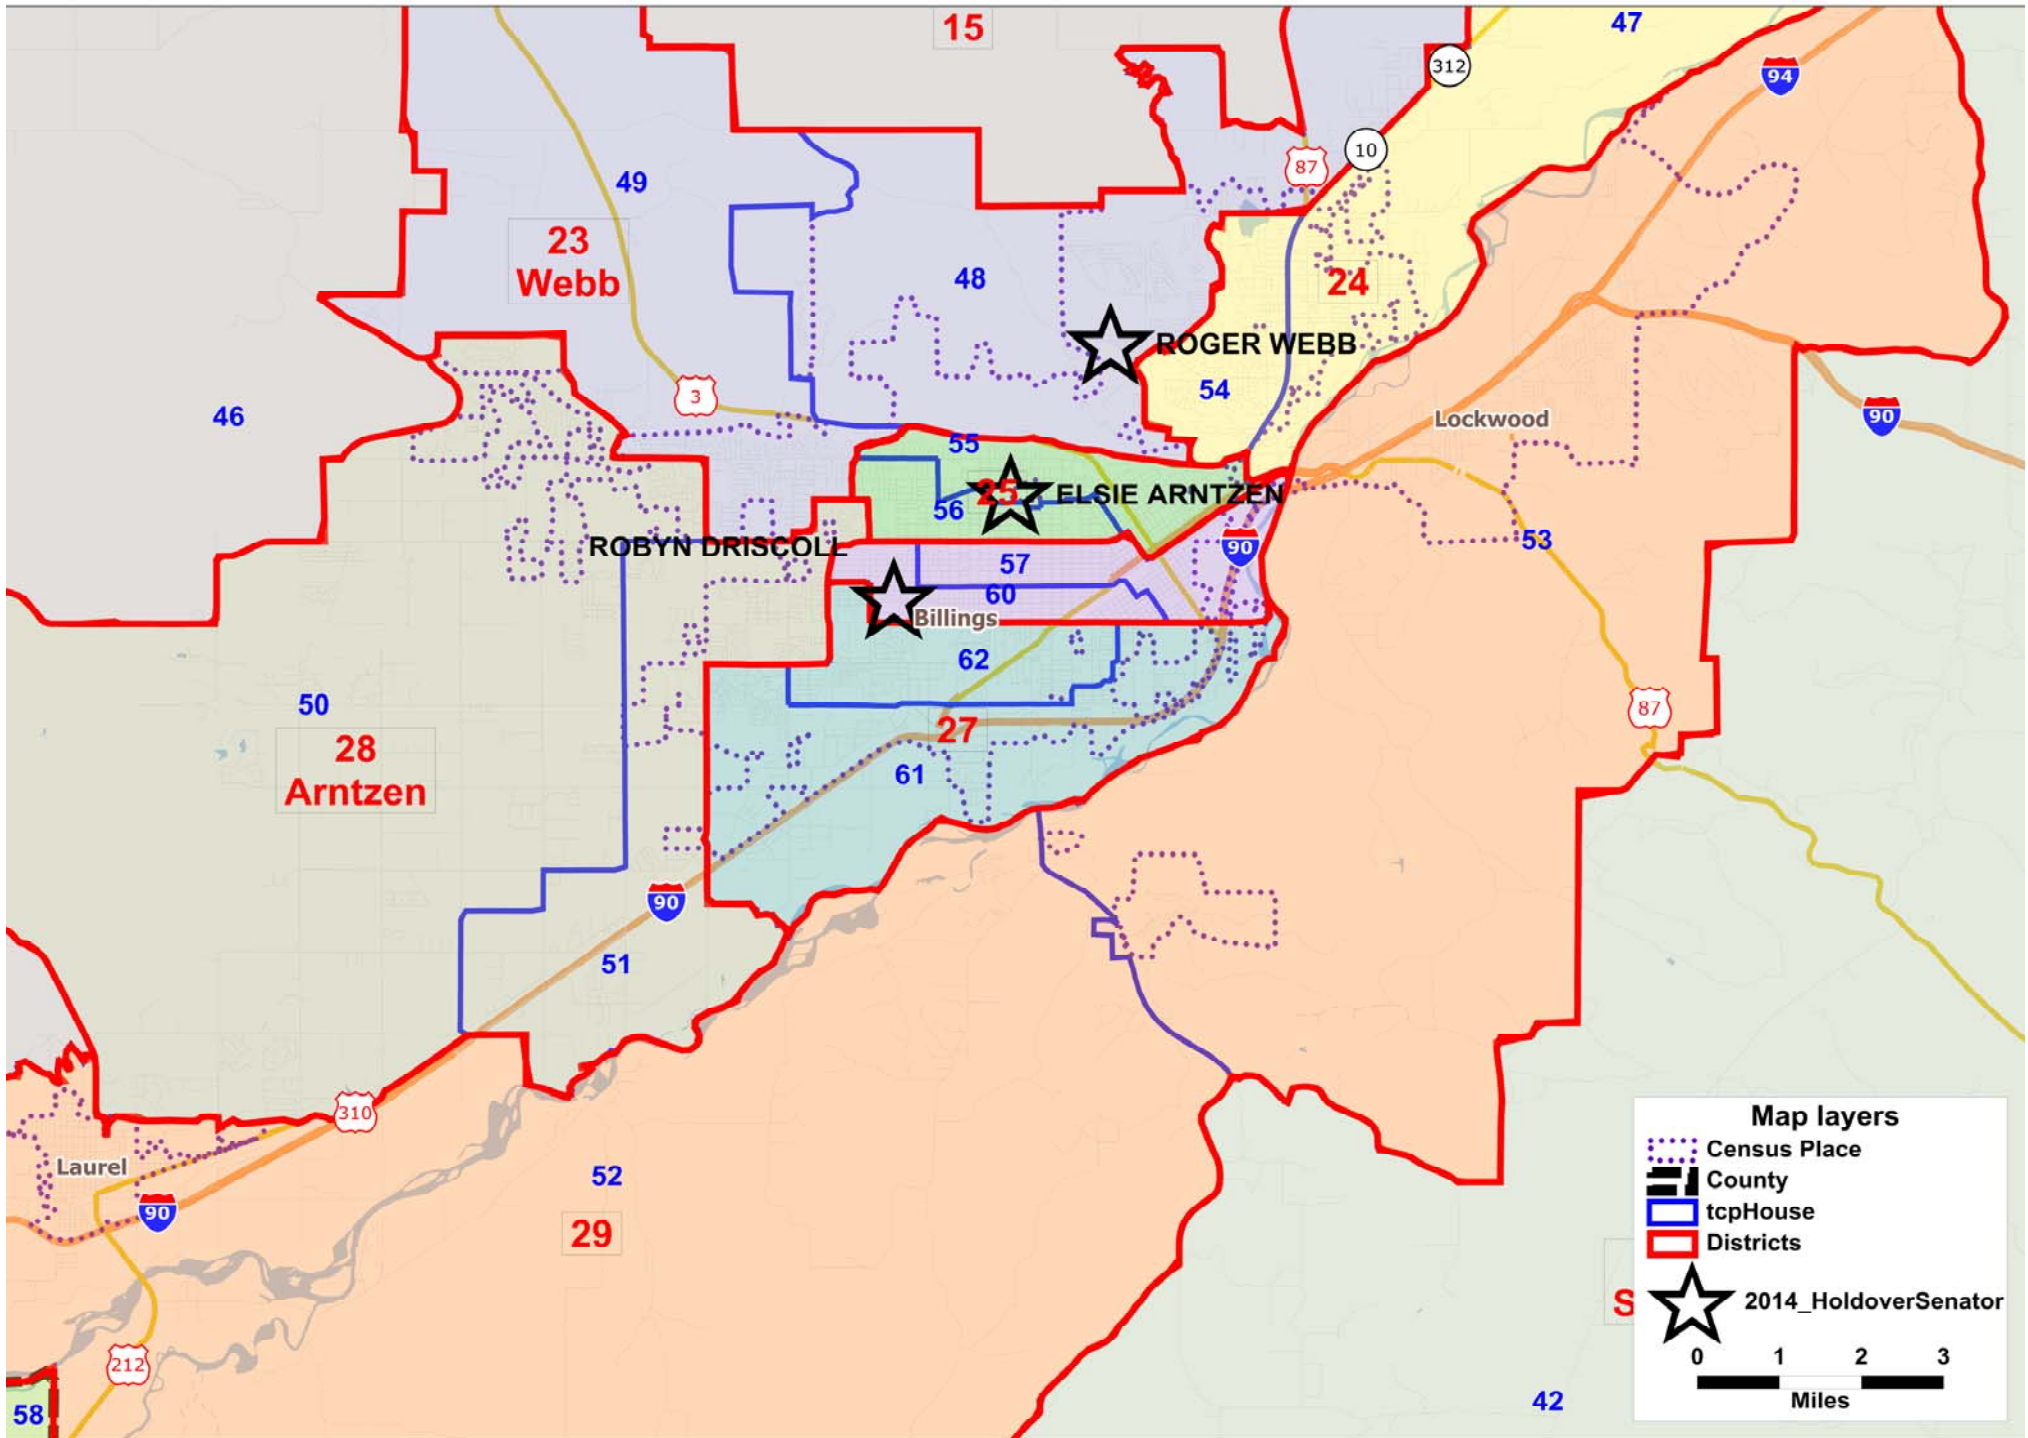 15
47
312
94
10
87
49
23
Webb
48
24
ROGER WEBB
54
3
46
Lockwood
90
55
25
ELSIE ARNTZEN
56
53
ROBYN DRISCOLL
90
57
60
Billings
62
50
87
28
Arntzen
27
61
90
51
310
Laurel
52
90
29
212
58
42
S
Map layers
Census Place
County
tcpHouse
Districts
2014_HoldoverSenator
0 1 2 3
Miles